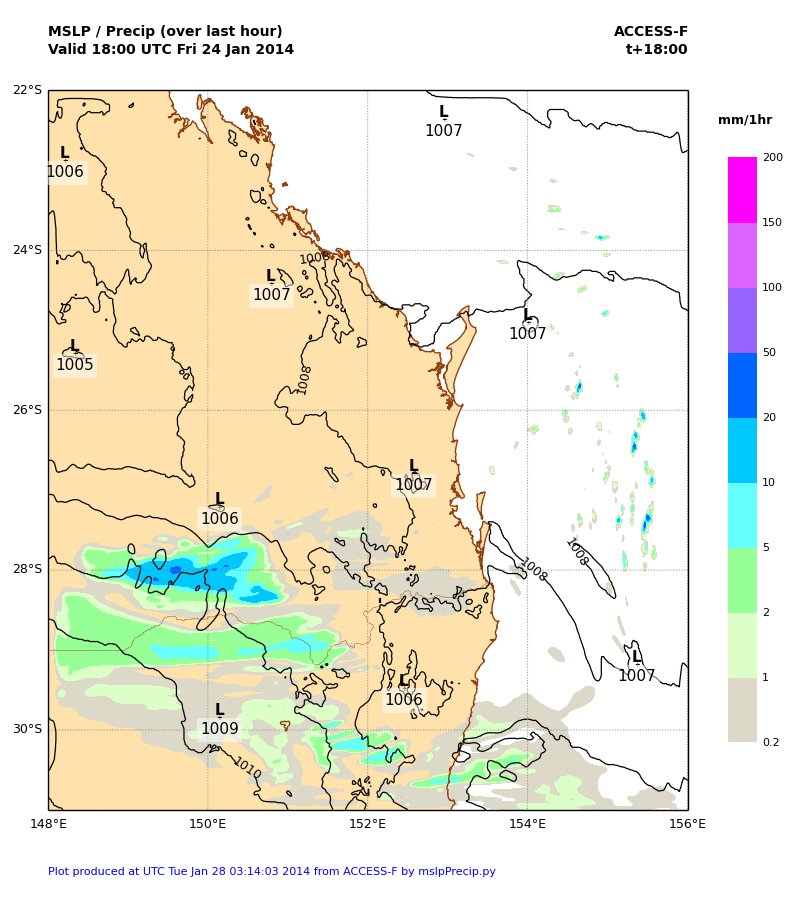 MSLP / Precip (over last hour)
Valid 18:00 UTC Fri 24 Jan 2014
ACCESS-F
t+18:00
22°S
24°S
26°S
28°S
30°S
L
1007
L
1006
1008
L
1007
L
1007
L
1005
1008
L
1007
L
1006
1008
1008
L
1007
L
1006
L
1009
1010
148°E
150°E
152°E
154°E
156°E
mm/1hr
200
150
100
50
20
10
5
2
1
0.2
Plot produced at UTC Tue Jan 28 03:14:03 2014 from ACCESS-F by mslpPrecip.py